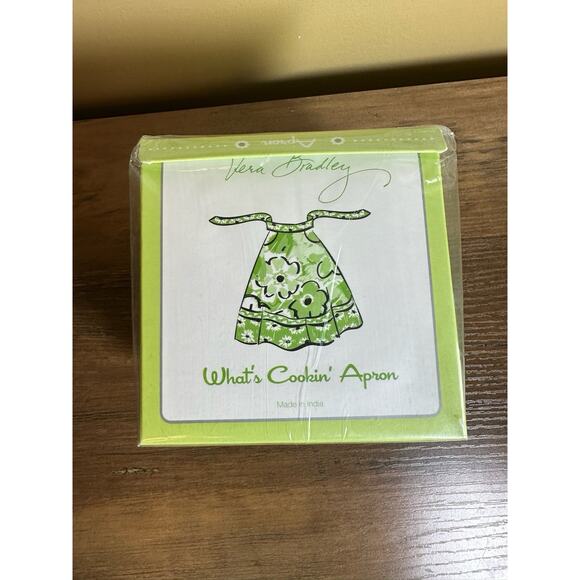 Apron
Vera Bradley
What's Cookin' Apron
Made in India